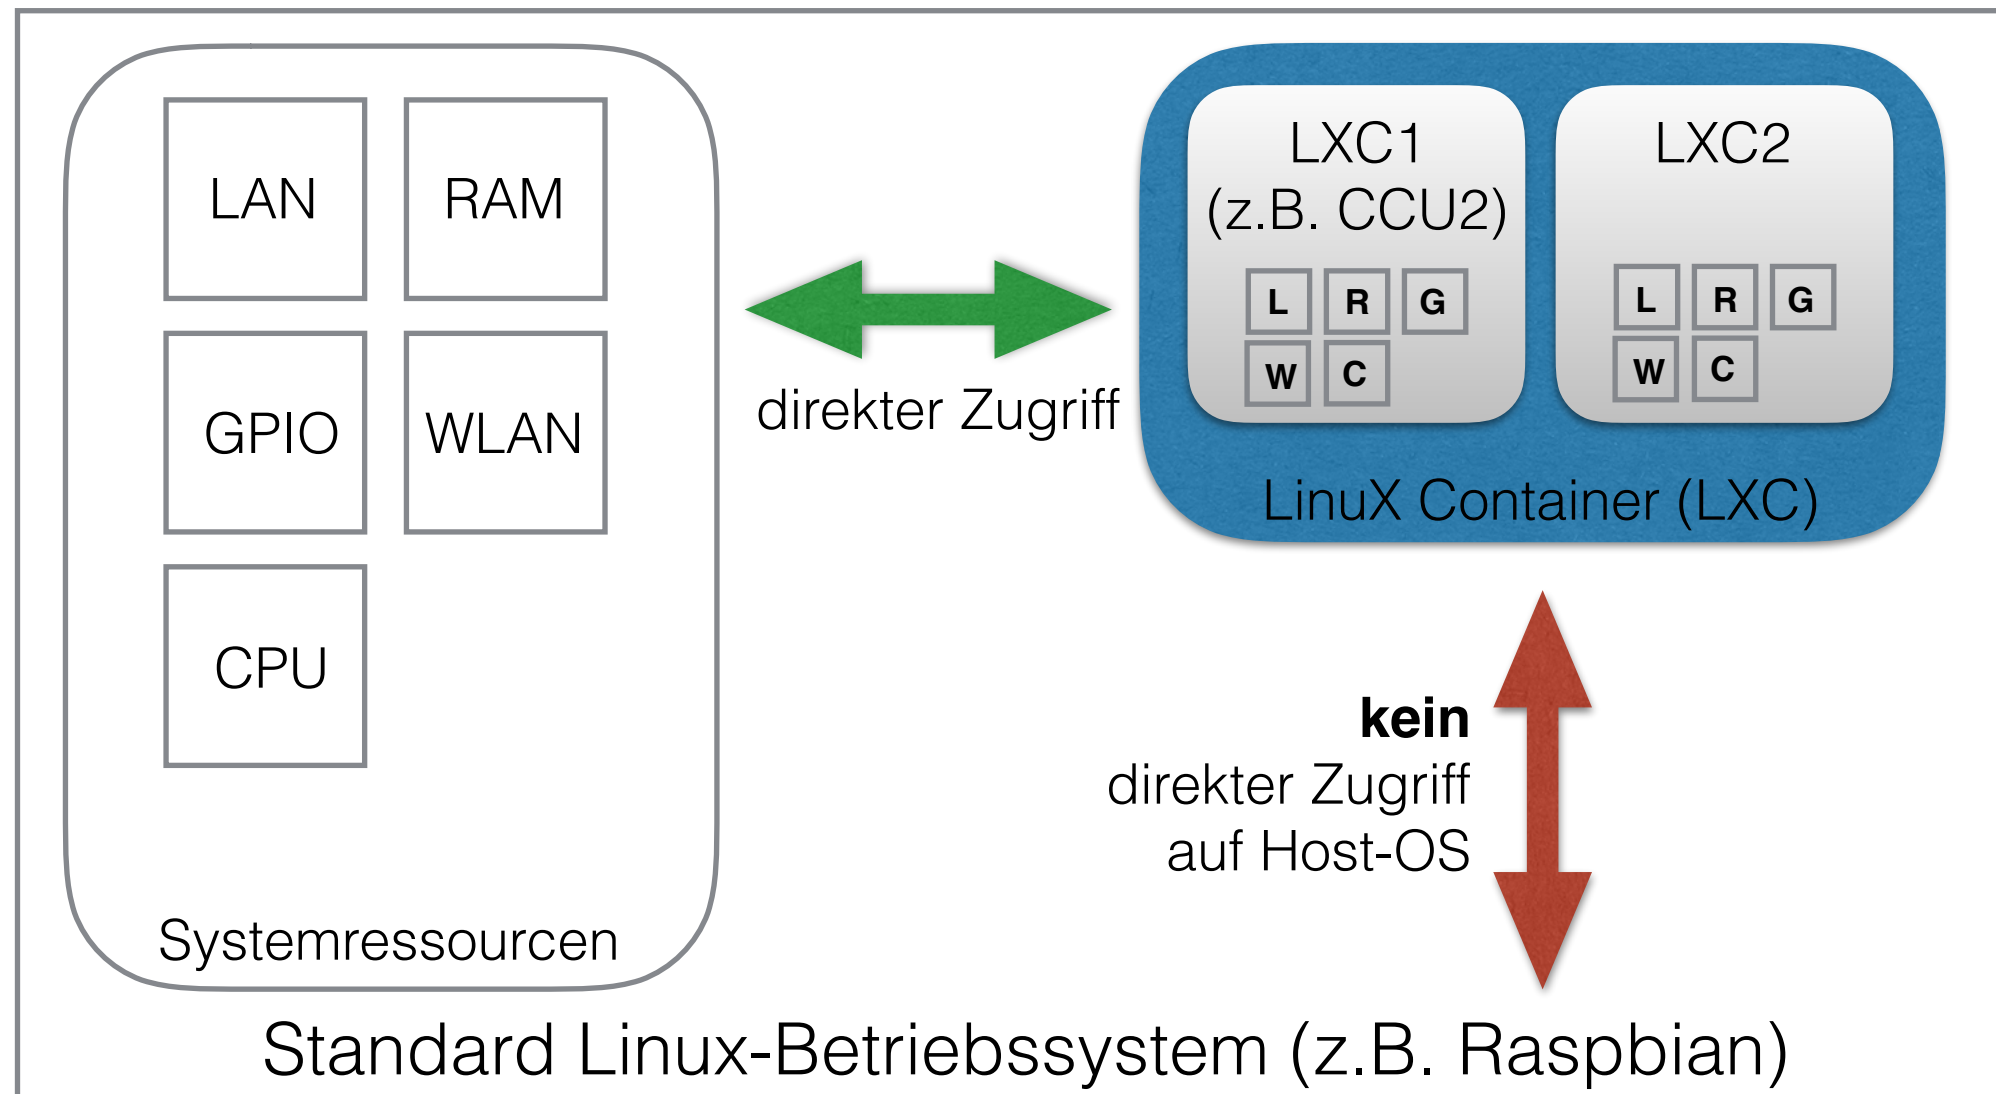 LAN
RAM
GPIO
WLAN
CPU
Systemressourcen
direkter Zugriff
LXC1
(z.B. CCU2)
L R G
W C
LXC2
L R G
W C
LinuX Container (LXC)
kein
direkter Zugriff
auf Host-OS
Standard Linux-Betriebssystem (z.B. Raspbian)